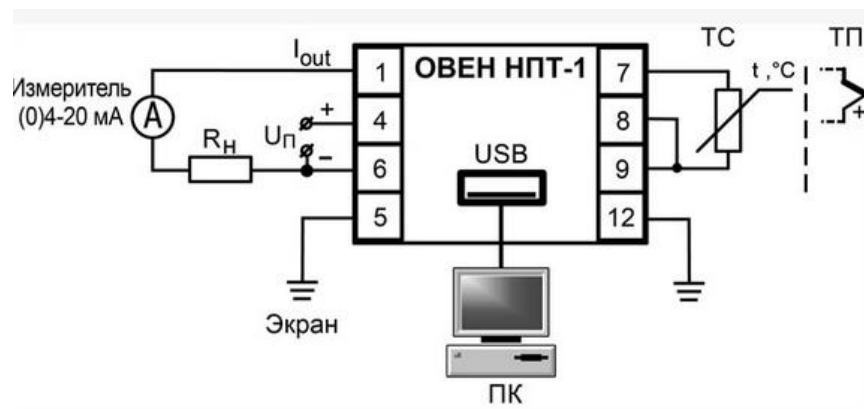 ТС ТП
I out
1 ОВЕН НПТ-1 7
t ,°C
Измеритель
(0)4-20 мА
A
+
4
8
+
Rн
Uп
−
6
USB
9
5
12
Экран
ПК